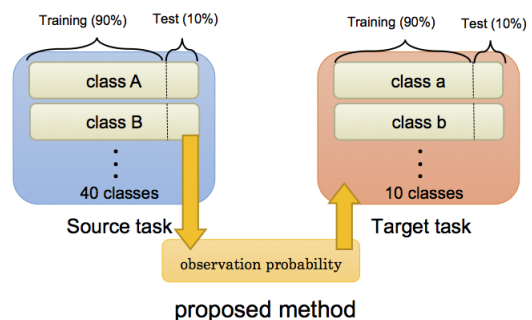 Training (90%) Test (10%)
class A
class B
40 classes
Source task
Training (90%) Test (10%)
class a
class b
10 classes
Target task
observation probability
proposed method